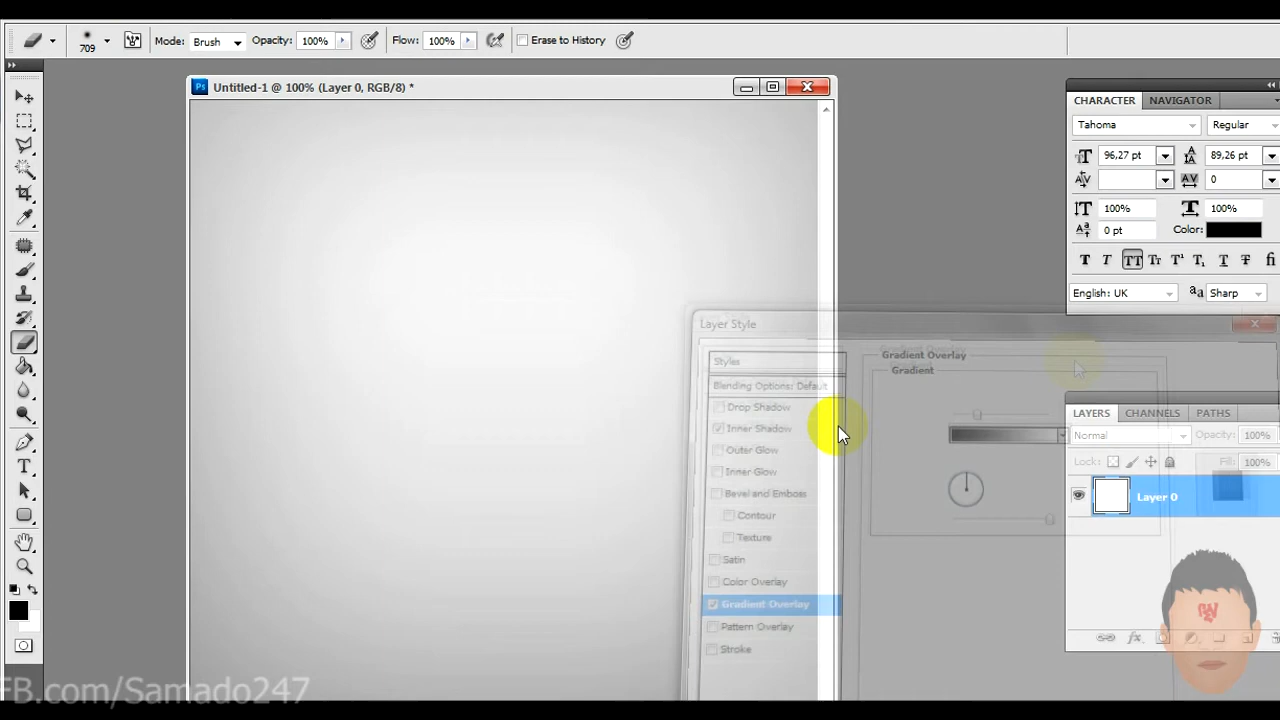 709
Mode: Brush Opacity: 100% Flow: 100% Erase to History
Untitled-1 @ 100% (Layer 0, RGB/8) *
CHARACTER NAVIGATOR
Tahoma Regular
96,27 pt 89,26 pt
0
100% 100%
0 pt Color:
English: UK Sharp
Layer Style
Styles
Blending Options: Default
Drop Shadow
Inner Shadow
Outer Glow
Inner Glow
Bevel and Emboss
Contour
Texture
Satin
Color Overlay
Gradient Overlay
Pattern Overlay
Stroke
Gradient Overlay
Gradient
LAYERS CHANNELS PATHS
Normal Opacity: 100%
Lock: Fill: 100%
Layer 0
FB.com/Samado247